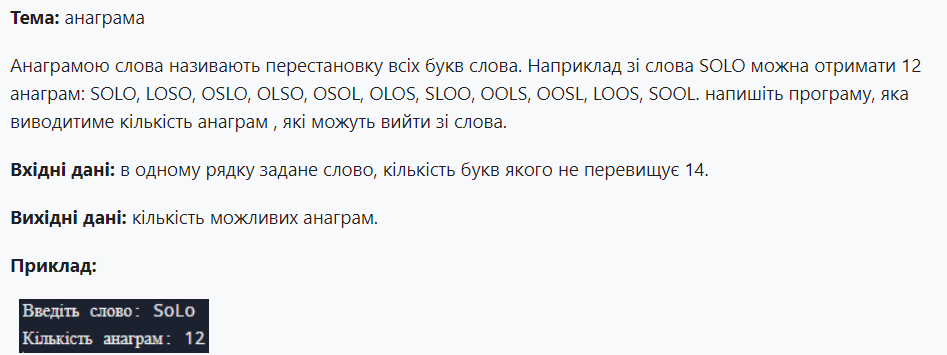 Тема: анаграма
Анаграмою слова називають перестановку всіх букв слова. Наприклад зі слова SOLO можна отримати 12
анаграм: SOLO, LOSO, OSLO, OLSO, OSOL, OLOS, SLOO, OOLS, OOSL, LOOS, SOOL. напишіть програму, яка
виводитиме кількість анаграм , які можуть вийти зі слова.
Вхідні дані: в одному рядку задане слово, кількість букв якого не перевищує 14.
Вихідні дані: кількість можливих анаграм.
Приклад:
Введіть слово: SoLo
Кількість анаграм: 12